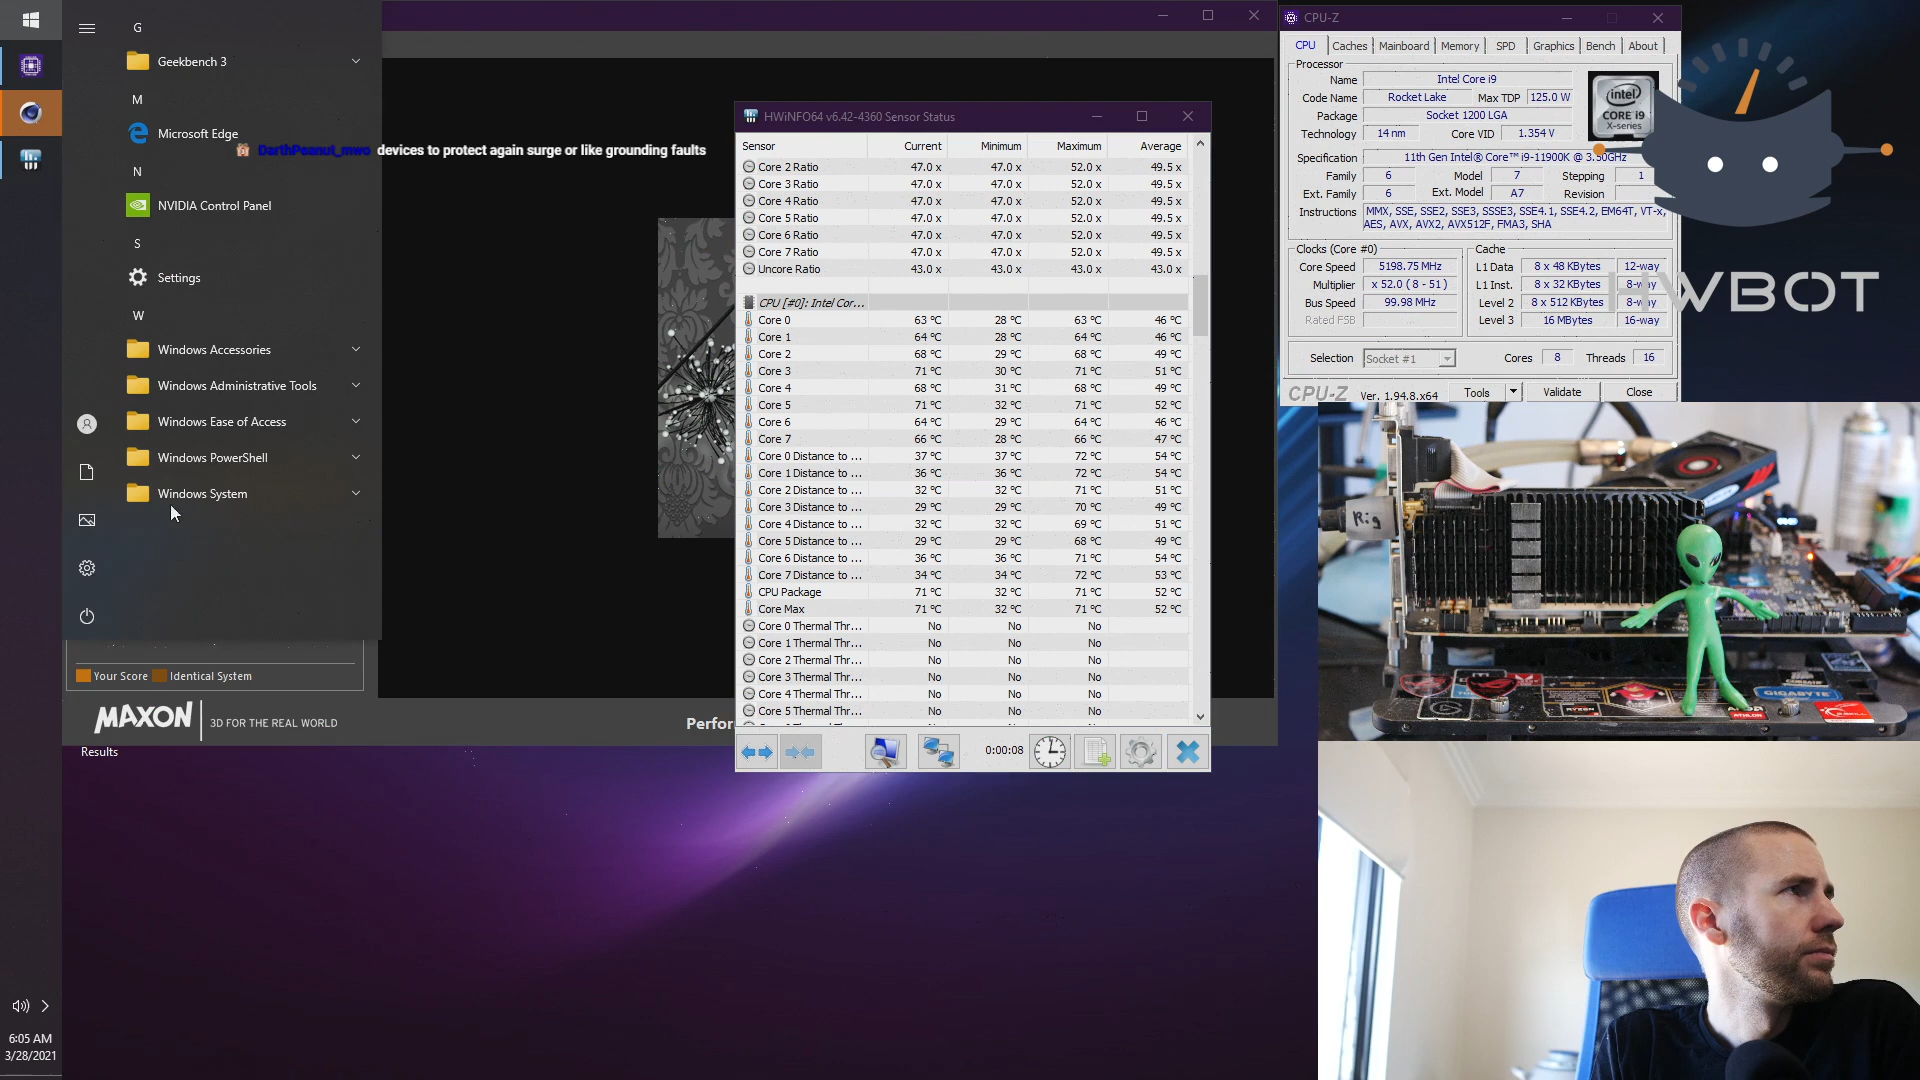 G
Geekbench 3
M
Microsoft Edge
DarthPeanut_mwo devices to protect again surge or like grounding faults
N
NVIDIA Control Panel
S
Settings
W
Windows Accessories
Windows Administrative Tools
Windows Ease of Access
Windows PowerShell
Windows System
Your Score Identical System
MAXON 3D FOR THE REAL WORLD
Perfor
Results
6:05 AM
3/28/2021
HWiNFO64 v6.42-4360 Sensor Status
Sensor Current Minimum Maximum Average
Core 2 Ratio 47.0 x 47.0 x 52.0 x 49.5 x
Core 3 Ratio 47.0 x 47.0 x 52.0 x 49.5 x
Core 4 Ratio 47.0 x 47.0 x 52.0 x 49.5 x
Core 5 Ratio 47.0 x 47.0 x 52.0 x 49.5 x
Core 6 Ratio 47.0 x 47.0 x 52.0 x 49.5 x
Core 7 Ratio 47.0 x 47.0 x 52.0 x 49.5 x
Uncore Ratio 43.0 x 43.0 x 43.0 x 43.0 x
CPU [#0]: Intel Cor...
Core 0 63 °C 28 °C 63 °C 46 °C
Core 1 64 °C 28 °C 64 °C 46 °C
Core 2 68 °C 29 °C 68 °C 49 °C
Core 3 71 °C 30 °C 71 °C 51 °C
Core 4 68 °C 31 °C 68 °C 49 °C
Core 5 71 °C 32 °C 71 °C 52 °C
Core 6 64 °C 29 °C 64 °C 46 °C
Core 7 66 °C 28 °C 66 °C 47 °C
Core 0 Distance to ... 37 °C 37 °C 72 °C 54 °C
Core 1 Distance to ... 36 °C 36 °C 72 °C 54 °C
Core 2 Distance to ... 32 °C 32 °C 71 °C 51 °C
Core 3 Distance to ... 29 °C 29 °C 70 °C 49 °C
Core 4 Distance to ... 32 °C 32 °C 69 °C 51 °C
Core 5 Distance to ... 29 °C 29 °C 68 °C 49 °C
Core 6 Distance to ... 36 °C 36 °C 71 °C 54 °C
Core 7 Distance to ... 34 °C 34 °C 72 °C 53 °C
CPU Package 71 °C 32 °C 71 °C 52 °C
Core Max 71 °C 32 °C 71 °C 52 °C
Core 0 Thermal Thr... No No No
Core 1 Thermal Thr... No No No
Core 2 Thermal Thr... No No No
Core 3 Thermal Thr... No No No
Core 4 Thermal Thr... No No No
Core 5 Thermal Thr... No No No
0:00:08
CPU-Z
CPU Caches Mainboard Memory SPD Graphics Bench About
Processor
Name Intel Core i9
Code Name Rocket Lake Max TDP 125.0 W
Package Socket 1200 LGA
Technology 14 nm Core VID 1.354 V
intel CORE i9 X-series
Specification 11th Gen Intel® Core™ i9-11900K @ 3.50GHz
Family 6 Model 7 Stepping 1
Ext. Family 6 Ext. Model A7 Revision
Instructions MMX, SSE, SSE2, SSE3, SSSE3, SSE4.1, SSE4.2, EM64T, VT-x,
AES, AVX, AVX2, AVX512F, FMA3, SHA
Clocks (Core #0) Cache
Core Speed 5198.75 MHz L1 Data 8 x 48 KBytes 12-way
Multiplier x 52.0 ( 8 - 51 ) L1 Inst. 8 x 32 KBytes 8-way
Bus Speed 99.98 MHz Level 2 8 x 512 KBytes 8-way
Rated FSB Level 3 16 MBytes 16-way
HWBOT
Selection Socket #1 Cores 8 Threads 16
CPU-Z Ver. 1.94.8.x64 Tools Validate Close
Rig
GIGABYTE
RYZEN
AMD
ATHLON